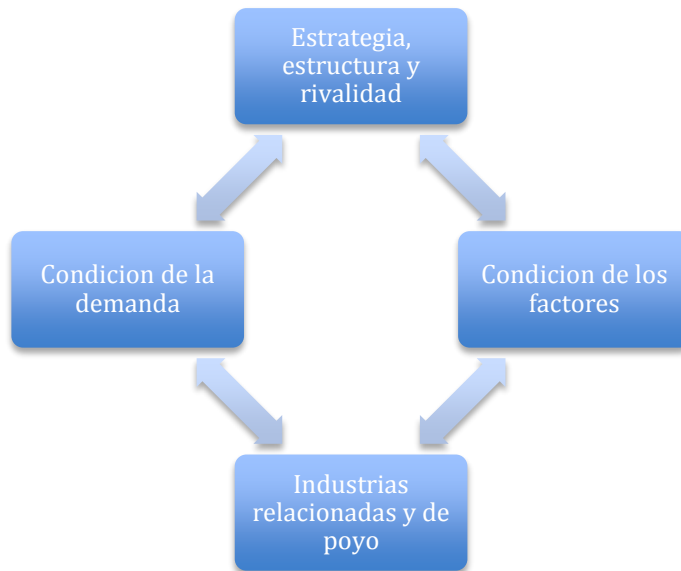 Estrategia,
estructura y
rivalidad
Condicion de la
demanda
Condicion de los
factores
Industrias
relacionadas y de
poyo